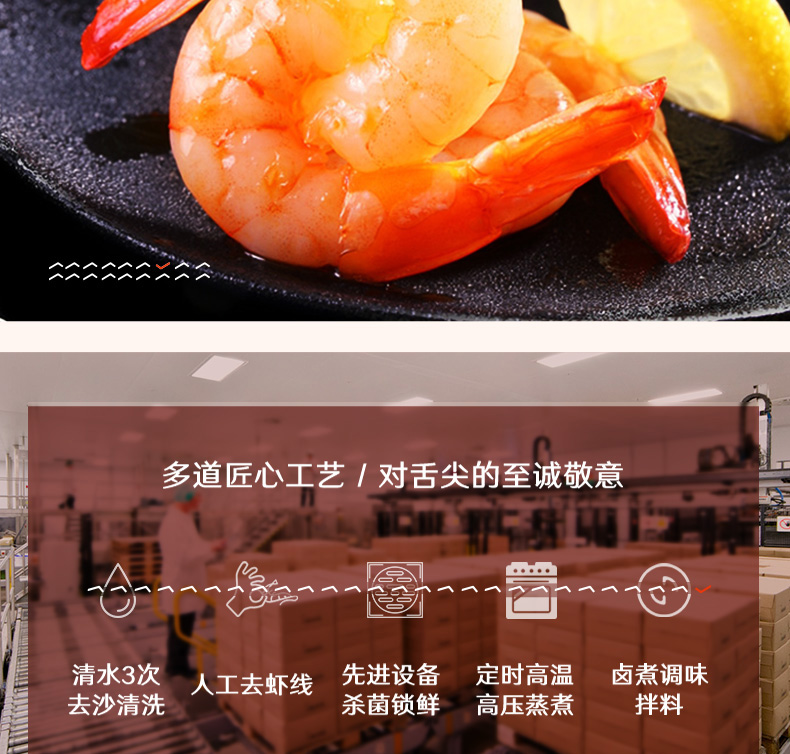 多道匠心工艺 / 对舌尖的至诚敬意
清水3次
去沙清洗
人工去虾线
先进设备
杀菌锁鲜
定时高温
高压蒸煮
卤煮调味
拌料